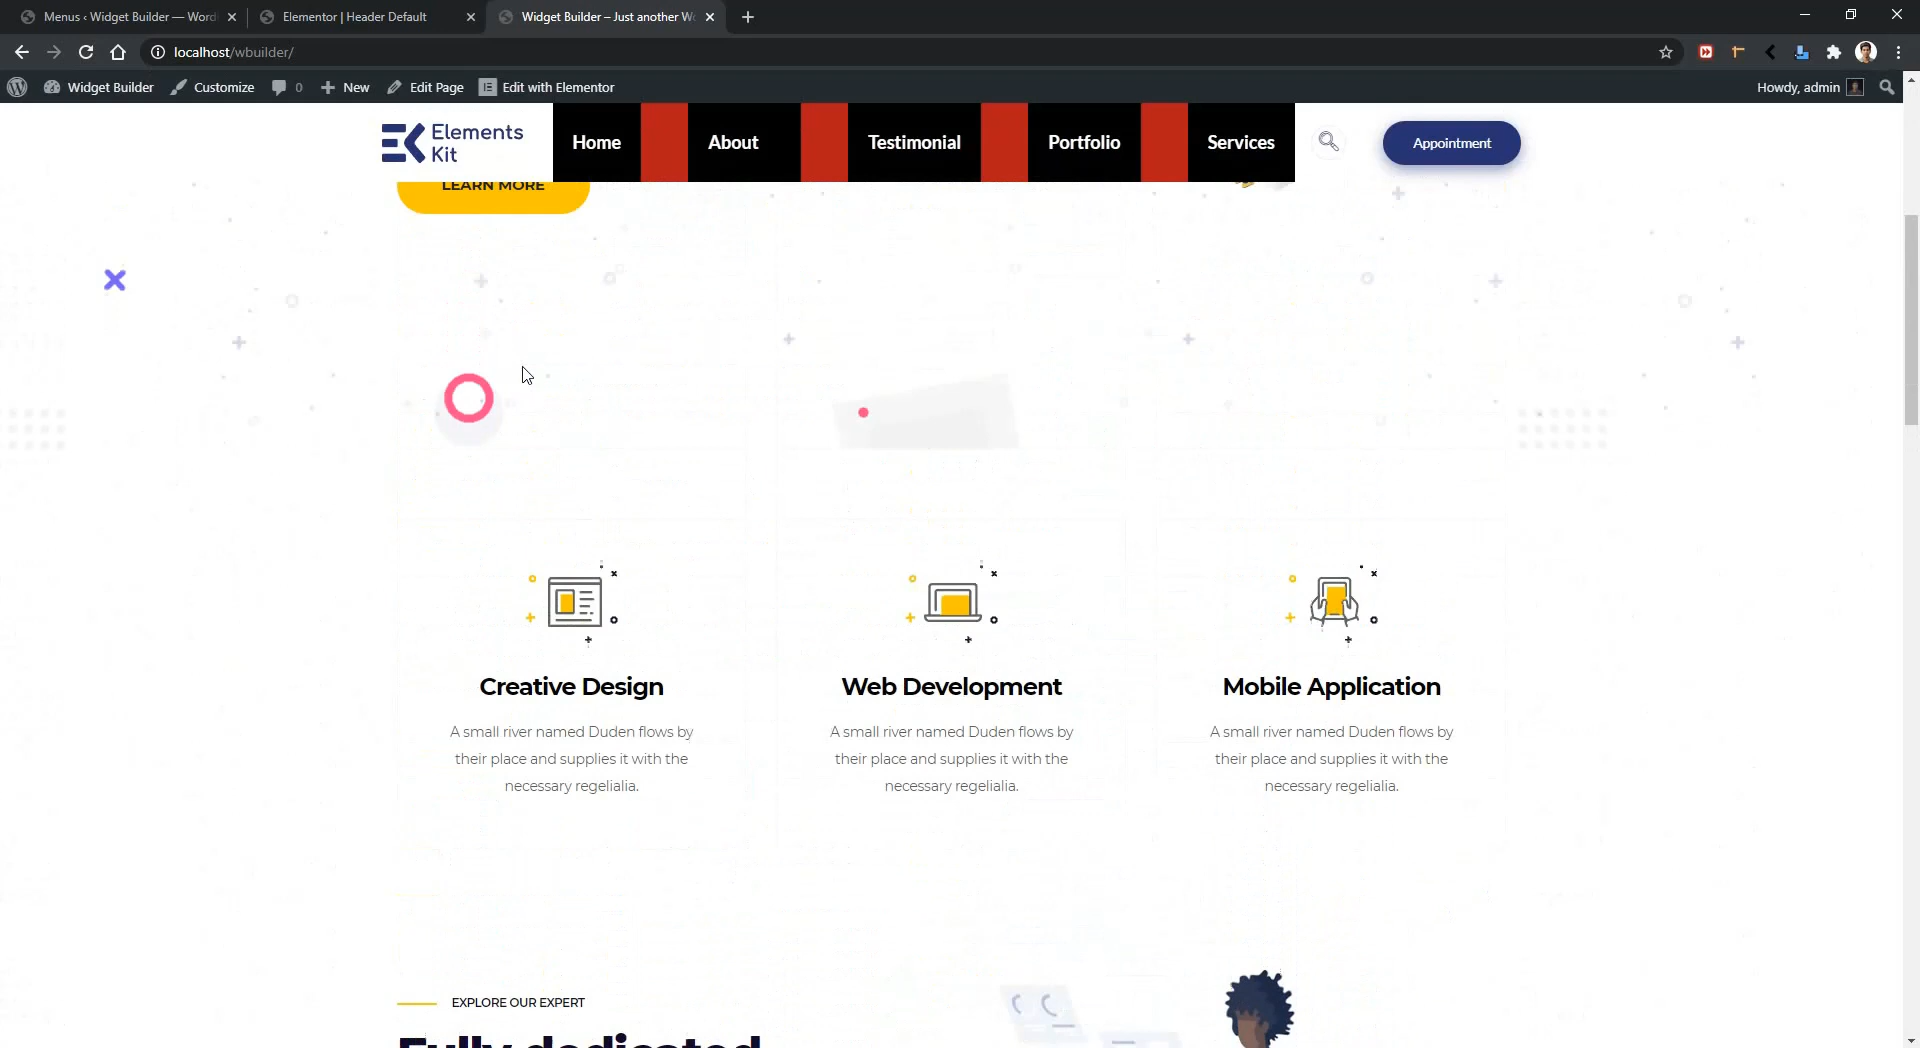 Menus ‹ Widget Builder — Word
Elementor | Header Default
Widget Builder – Just another Wo
localhost/wbuilder/
Widget Builder
Customize
0
New
Edit Page
Edit with Elementor
Howdy, admin
Elements
Kit
Home
About
Testimonial
Portfolio
Services
Appointment
LEARN MORE
Creative Design
Web Development
Mobile Application
A small river named Duden flows by
their place and supplies it with the
necessary regelialia.
A small river named Duden flows by
their place and supplies it with the
necessary regelialia.
A small river named Duden flows by
their place and supplies it with the
necessary regelialia.
EXPLORE OUR EXPERT
Fully dedicated